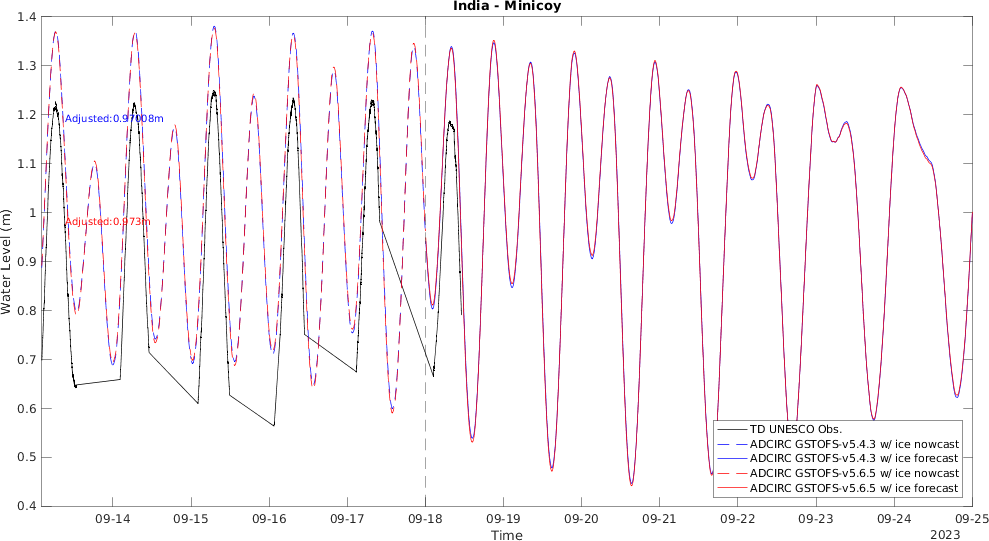 India - Minicoy
Water Level (m)
1.4
1.3
1.2
1.1
1
0.9
0.8
0.7
0.6
0.5
0.4
Adjusted:0.97008m
Adjusted:0.973m
TD UNESCO Obs.
ADCIRC GSTOFS-v5.4.3 w/ ice nowcast
ADCIRC GSTOFS-v5.4.3 w/ ice forecast
ADCIRC GSTOFS-v5.6.5 w/ ice nowcast
ADCIRC GSTOFS-v5.6.5 w/ ice forecast
09-14 09-15 09-16 09-17 09-18 09-19 09-20 09-21 09-22 09-23 09-24 09-25
Time
2023